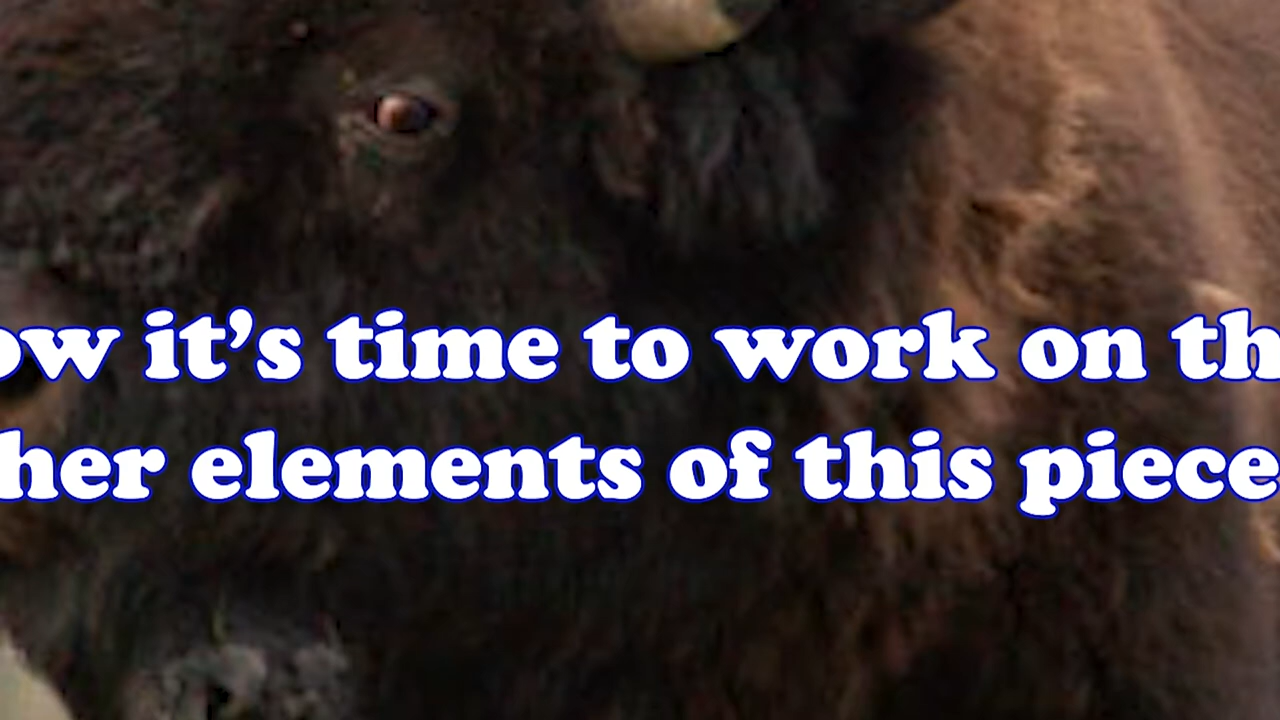 ow it’s time to work on th
her elements of this piece